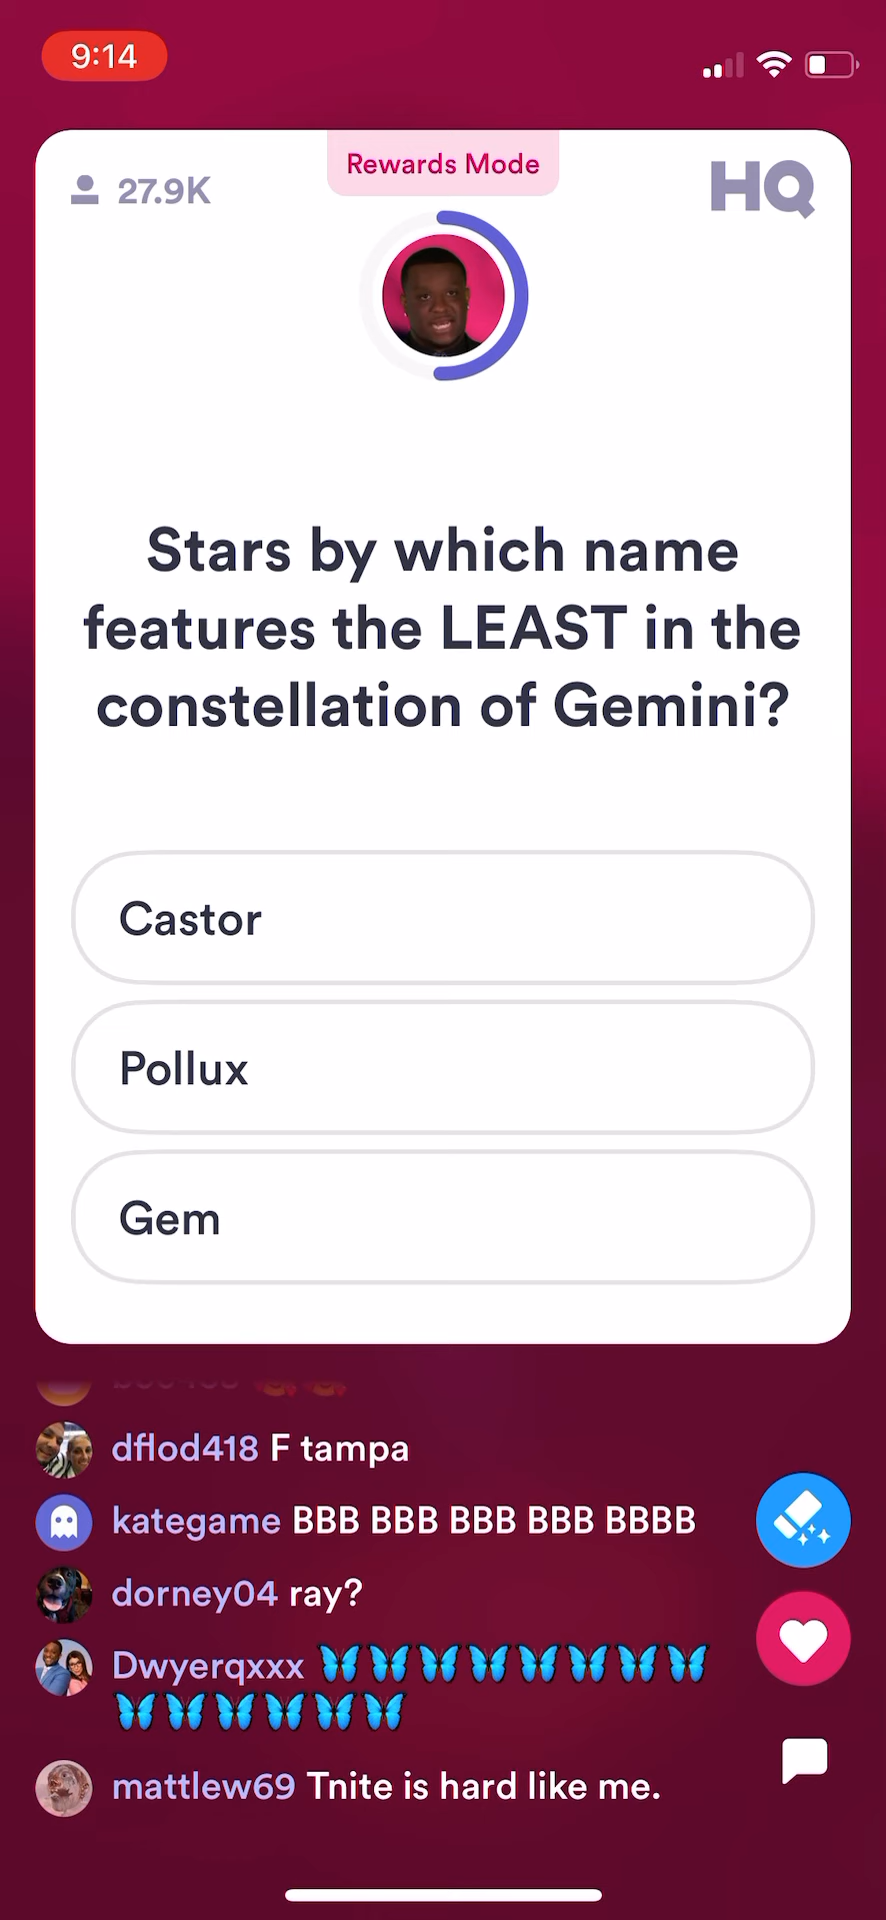 9:14
Rewards Mode
27.9K
HQ
Stars by which name
features the LEAST in the
constellation of Gemini?
Castor
Pollux
Gem
dflod418 F tampa
kategame BBB BBB BBB BBB BBBB
dorney04 ray?
Dwyerqxxx 🦋🦋🦋🦋🦋🦋🦋🦋
🦋🦋🦋🦋🦋🦋
mattlew69 Tnite is hard like me.